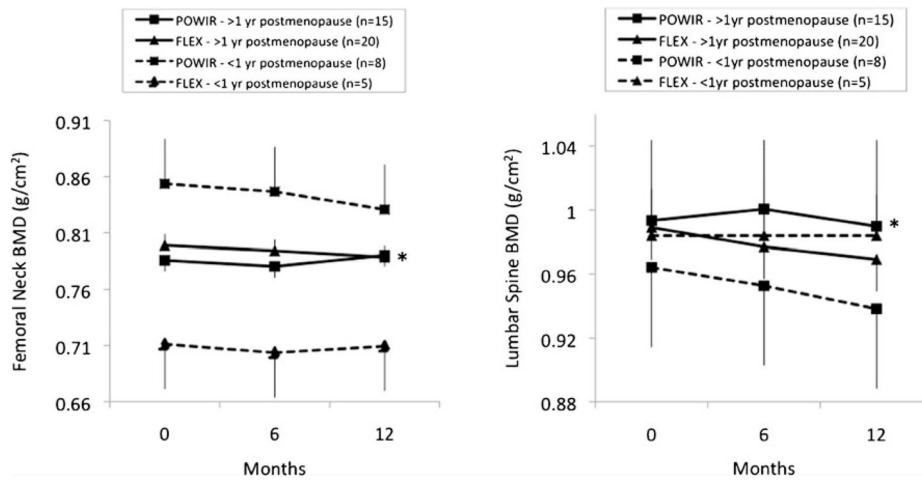 POWIR - >1 yr postmenopause (n=15)
FLEX - >1 yr postmenopause (n=20)
POWIR - <1 yr postmenopause (n=8)
FLEX - <1 yr postmenopause (n=5)
Femoral Neck BMD (g/cm²)
0.91
0.86
0.81
0.76
0.71
0.66
*
0 6 12
Months
POWIR - >1 yr postmenopause (n=15)
FLEX - >1yr postmenopause (n=20)
POWIR - <1yr postmenopause (n=8)
FLEX - <1yr postmenopause (n=5)
Lumbar Spine BMD (g/cm²)
1.04
1
0.96
0.92
0.88
*
0 6 12
Months